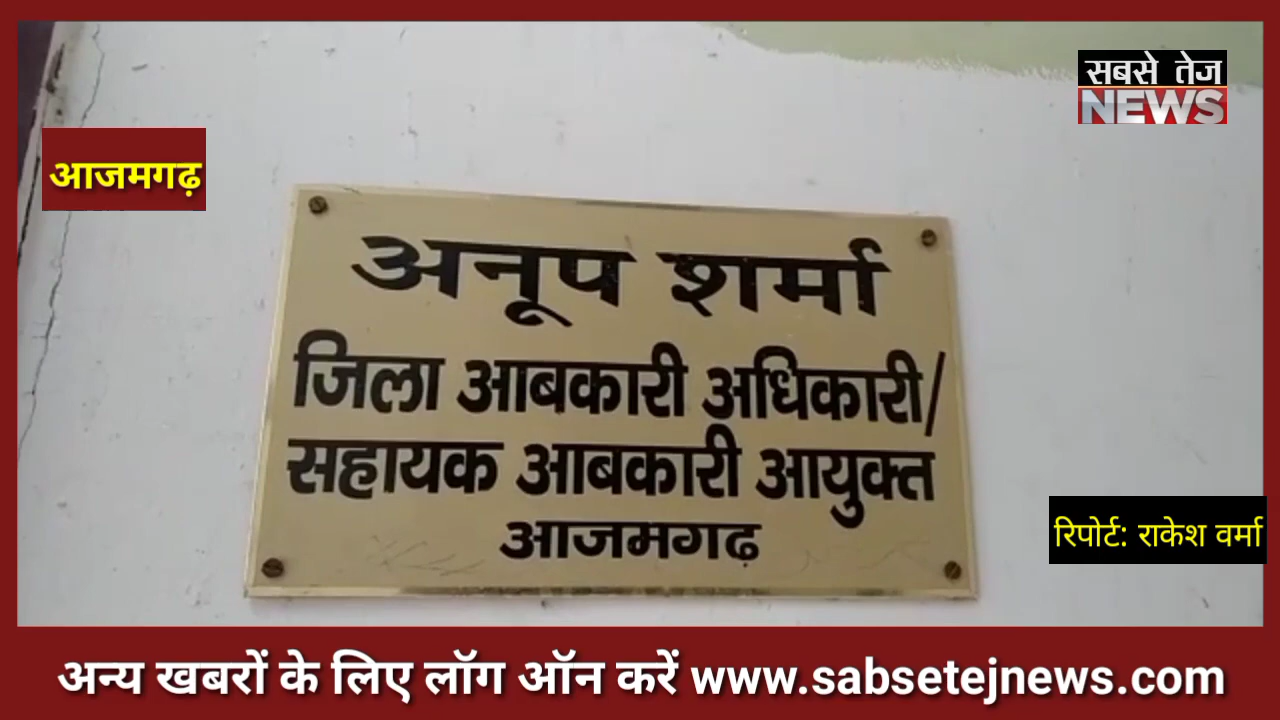 सबसे तेज
NEWS
आजमगढ़
अनूप शर्मा
जिला आबकारी अधिकारी/
सहायक आबकारी आयुक्त
आजमगढ़
रिपोर्ट: राकेश वर्मा
अन्य खबरों के लिए लॉग ऑन करें www.sabsetejnews.com